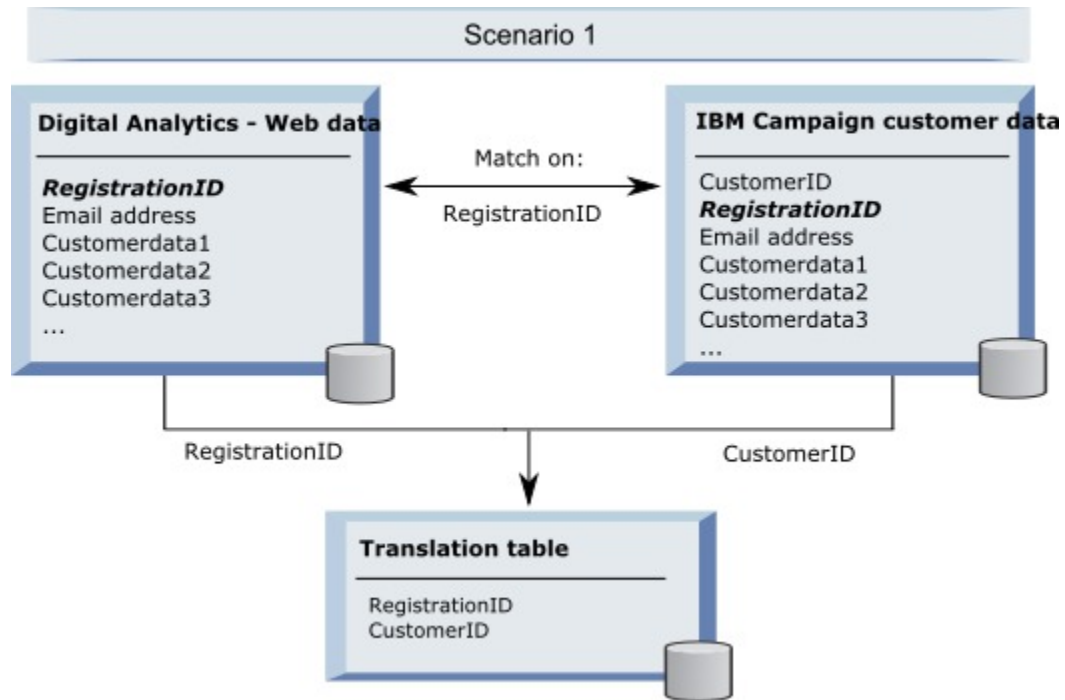 Scenario 1
Digital Analytics - Web data
RegistrationID
Email address
Customerdata1
Customerdata2
Customerdata3
...
Match on:
RegistrationID
IBM Campaign customer data
CustomerID
RegistrationID
Email address
Customerdata1
Customerdata2
Customerdata3
...
RegistrationID
CustomerID
Translation table
RegistrationID
CustomerID